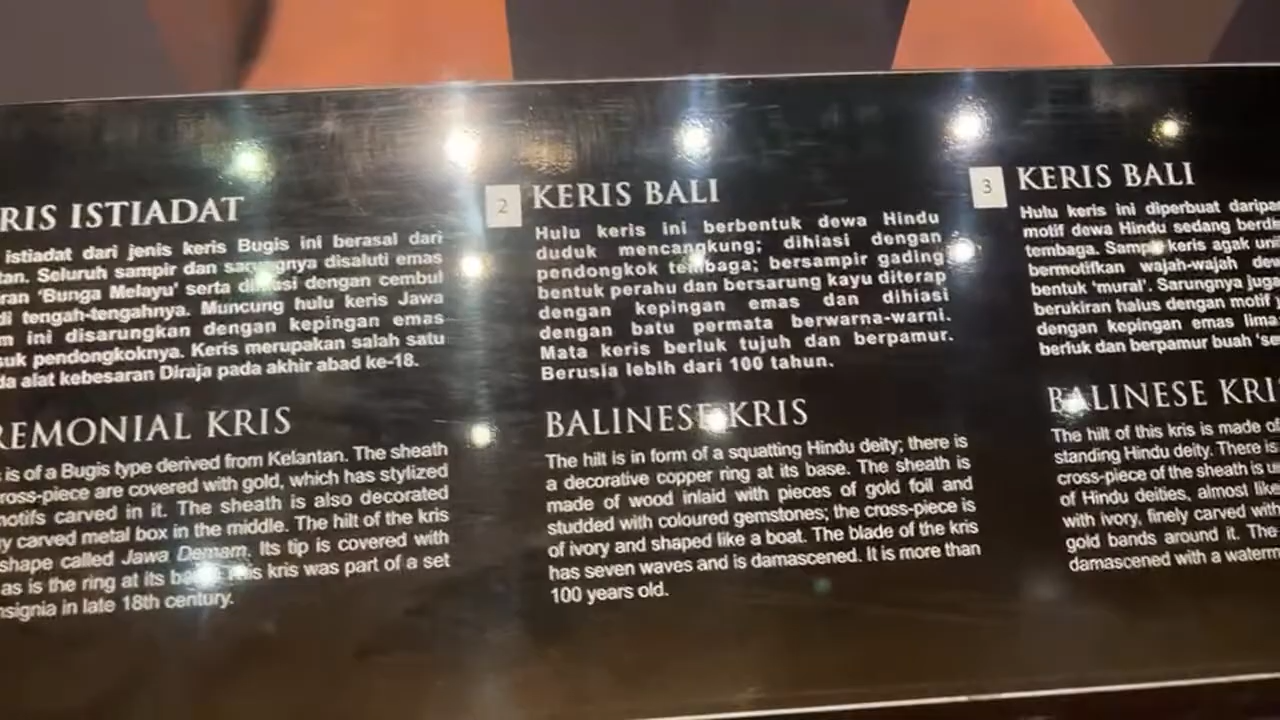 RIS ISTIADAT
istiadat dari jenis keris Bugis ini berasal dari
tan. Seluruh sampir dan disaluti emas
ran 'Bunga Melayu' serta dengan cembul
di tengah-tengahnya. Muncung hulu keris Jawa
m ini disarungkan dengan kepingan emas
suk pendongkoknya. Keris merupakan salah satu
da alat kebesaran Diraja pada akhir abad ke-18.
REMONIAL KRIS
is of a Bugis type derived from Kelantan. The sheath
ross-piece are covered with gold, which has stylized
motifs carved in it. The sheath is also decorated
y carved metal box in the middle. The hilt of the kris
shape called Jawa Demam. Its tip is covered with
as is the ring at its kris was part of a set
nsignia in late 18th century.
2
KERIS BALI
Hulu keris ini berbentuk dewa Hindu
duduk mencangkung; dihiasi dengan
pendongkok tembaga; bersampir gading
bentuk perahu dan bersarung kayu diterap
dengan kepingan emas dan dihiasi
dengan batu permata berwarna-warni.
Mata keris berluk tujuh dan berpamur.
Berusia lebih dari 100 tahun.
BALINESE KRIS
The hilt is in form of a squatting Hindu deity; there is
a decorative copper ring at its base. The sheath is
made of wood inlaid with pieces of gold foil and
studded with coloured gemstones; the cross-piece is
of ivory and shaped like a boat. The blade of the kris
has seven waves and is damascened. It is more than
100 years old.
3
KERIS BALI
Hulu keris ini diperbuat daripa
motif dewa Hindu sedang berdi
tembaga. Sampir keris agak uni
bermotifkan wajah-wajah dew
bentuk 'mural'. Sarungnya juga
berukiran halus dengan motif
dengan kepingan emas lima
berluk dan berpamur buah 'se
BALINESE KRI
The hilt of this kris is made of
standing Hindu deity. There is
cross-piece of the sheath is u
of Hindu deities, almost like
with ivory, finely carved with
gold bands around it. The
damascened with a waterm